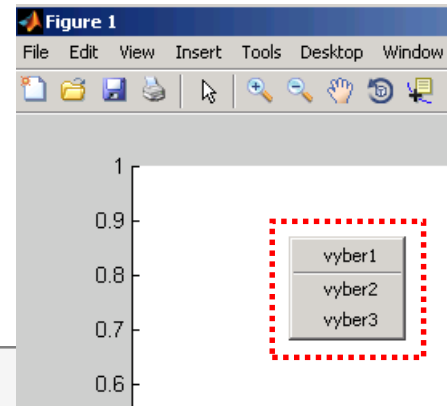 Figure 1
File Edit View Insert Tools Desktop Window
1
0.9
vyber1
0.8
vyber2
vyber3
0.7
0.6